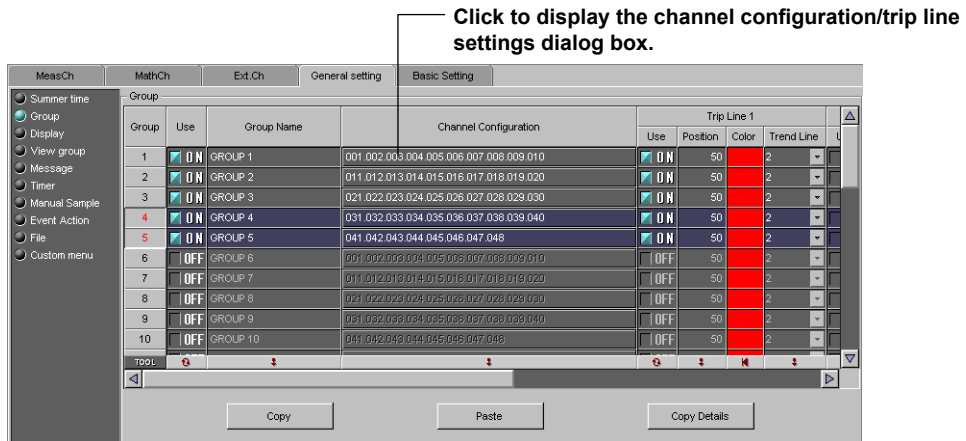 Click to display the channel configuration/trip line
settings dialog box.
MeasCh MathCh Ext.Ch General setting Basic Setting
Summer time
Group
Display
View group
Message
Timer
Manual Sample
Event Action
File
Custom menu
Group
Group Use Group Name Channel Configuration Trip Line 1
Use Position Color Trend Line
1 ON GROUP 1 001.002.003.004.005.006.007.008.009.010 ON 50 2
2 ON GROUP 2 011.012.013.014.015.016.017.018.019.020 ON 50 2
3 ON GROUP 3 021.022.023.024.025.026.027.028.029.030 ON 50 2
4 ON GROUP 4 031.032.033.034.035.036.037.038.039.040 ON 50 2
5 ON GROUP 5 041.042.043.044.045.046.047.048 ON 50 2
6 OFF GROUP 6 001.002.003.004.005.006.007.008.009.010 OFF 50 2
7 OFF GROUP 7 011.012.013.014.015.016.017.018.019.020 OFF 50 2
8 OFF GROUP 8 021.022.023.024.025.026.027.028.029.030 OFF 50 2
9 OFF GROUP 9 031.032.033.034.035.036.037.038.039.040 OFF 50 2
10 OFF GROUP 10 041.042.043.044.045.046.047.048 OFF 50 2
TOOL
Copy Paste Copy Details